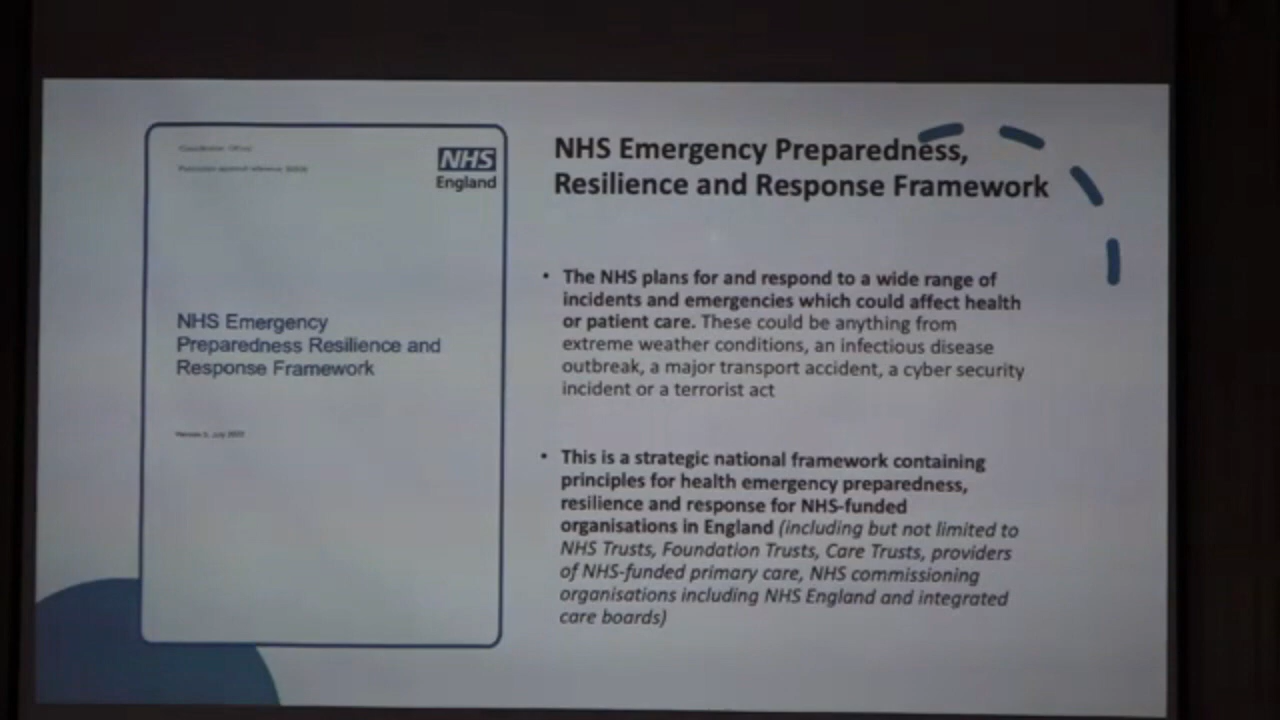 NHS
England
NHS Emergency
Preparedness Resilience and
Response Framework
NHS Emergency Preparedness,
Resilience and Response Framework
• The NHS plans for and respond to a wide range of
incidents and emergencies which could affect health
or patient care. These could be anything from
extreme weather conditions, an infectious disease
outbreak, a major transport accident, a cyber security
incident or a terrorist act
• This is a strategic national framework containing
principles for health emergency preparedness,
resilience and response for NHS-funded
organisations in England (including but not limited to
NHS Trusts, Foundation Trusts, Care Trusts, providers
of NHS-funded primary care, NHS commissioning
organisations including NHS England and integrated
care boards)